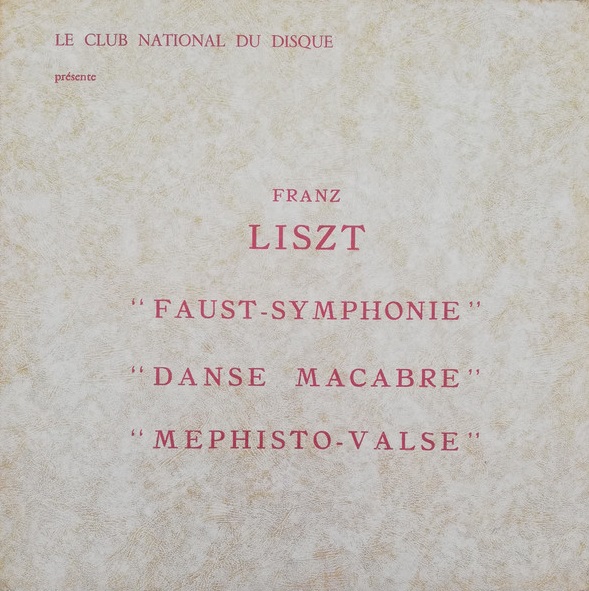 LE CLUB NATIONAL DU DISQUE
présente
FRANZ
LISZT
“ FAUST-SYMPHONIE ”
“ DANSE MACABRE ”
“ MEPHISTO-VALSE ”